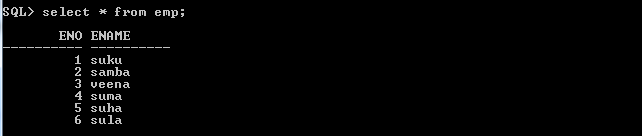 SQL> select * from emp;
ENO ENAME
---------- ----------
1 suku
2 samba
3 veena
4 suma
5 suha
6 sula